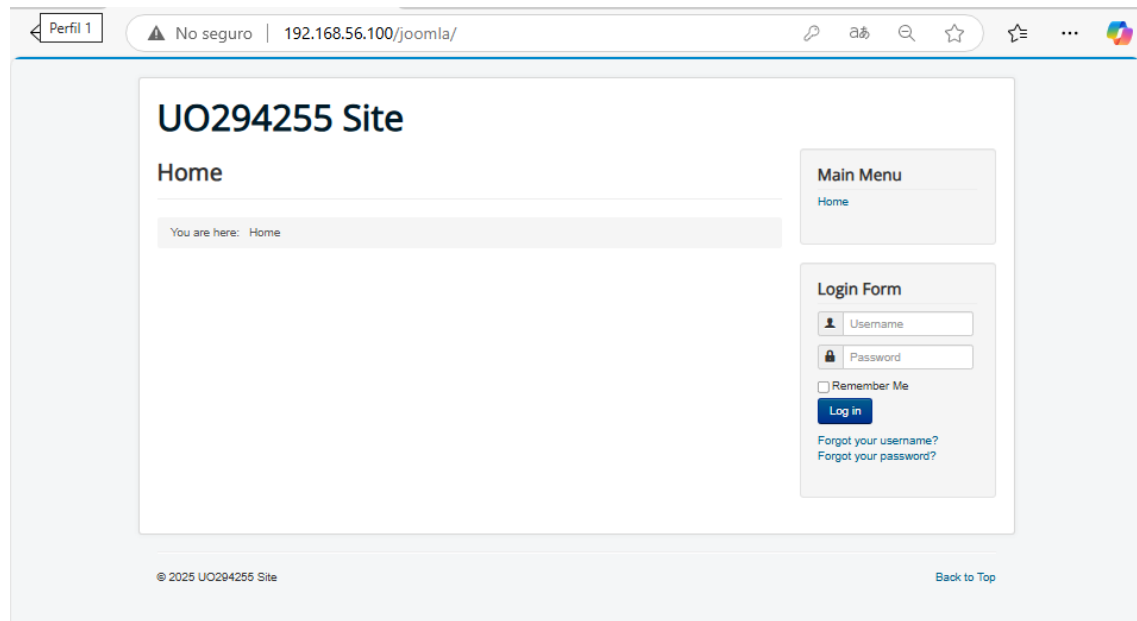 Perfil 1
No seguro | 192.168.56.100/joomla/
aあ
UO294255 Site
Home
You are here: Home
Main Menu
Home
Login Form
Username
Password
Remember Me
Log in
Forgot your username?
Forgot your password?
© 2025 UO294255 Site
Back to Top